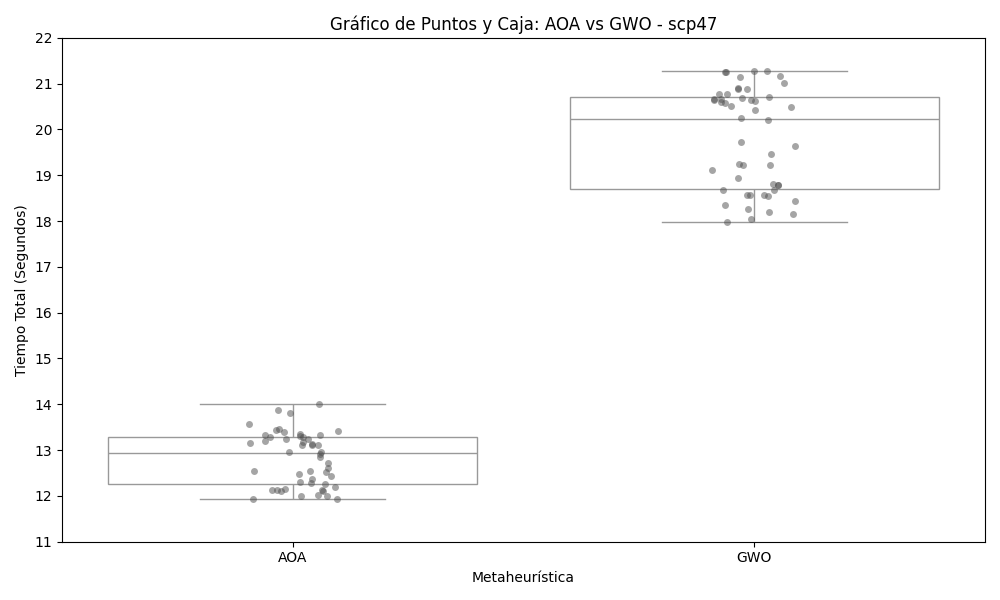 Gráfico de Puntos y Caja: AOA vs GWO - scp47
22
21
20
19
18
17
16
15
14
13
12
11
Tiempo Total (Segundos)
AOA
GWO
Metaheurística